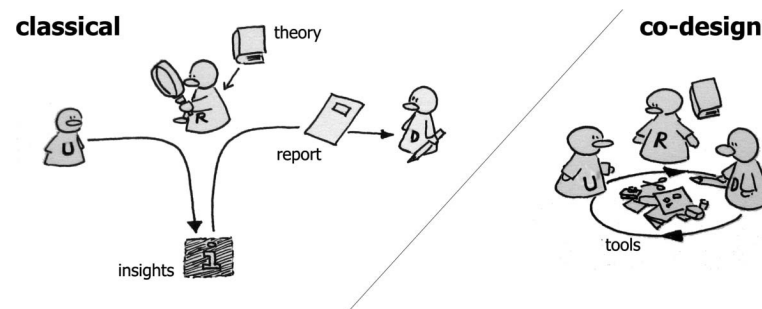 classical
theory
R
U
report
D
insights
i
co-design
R
U
D
tools